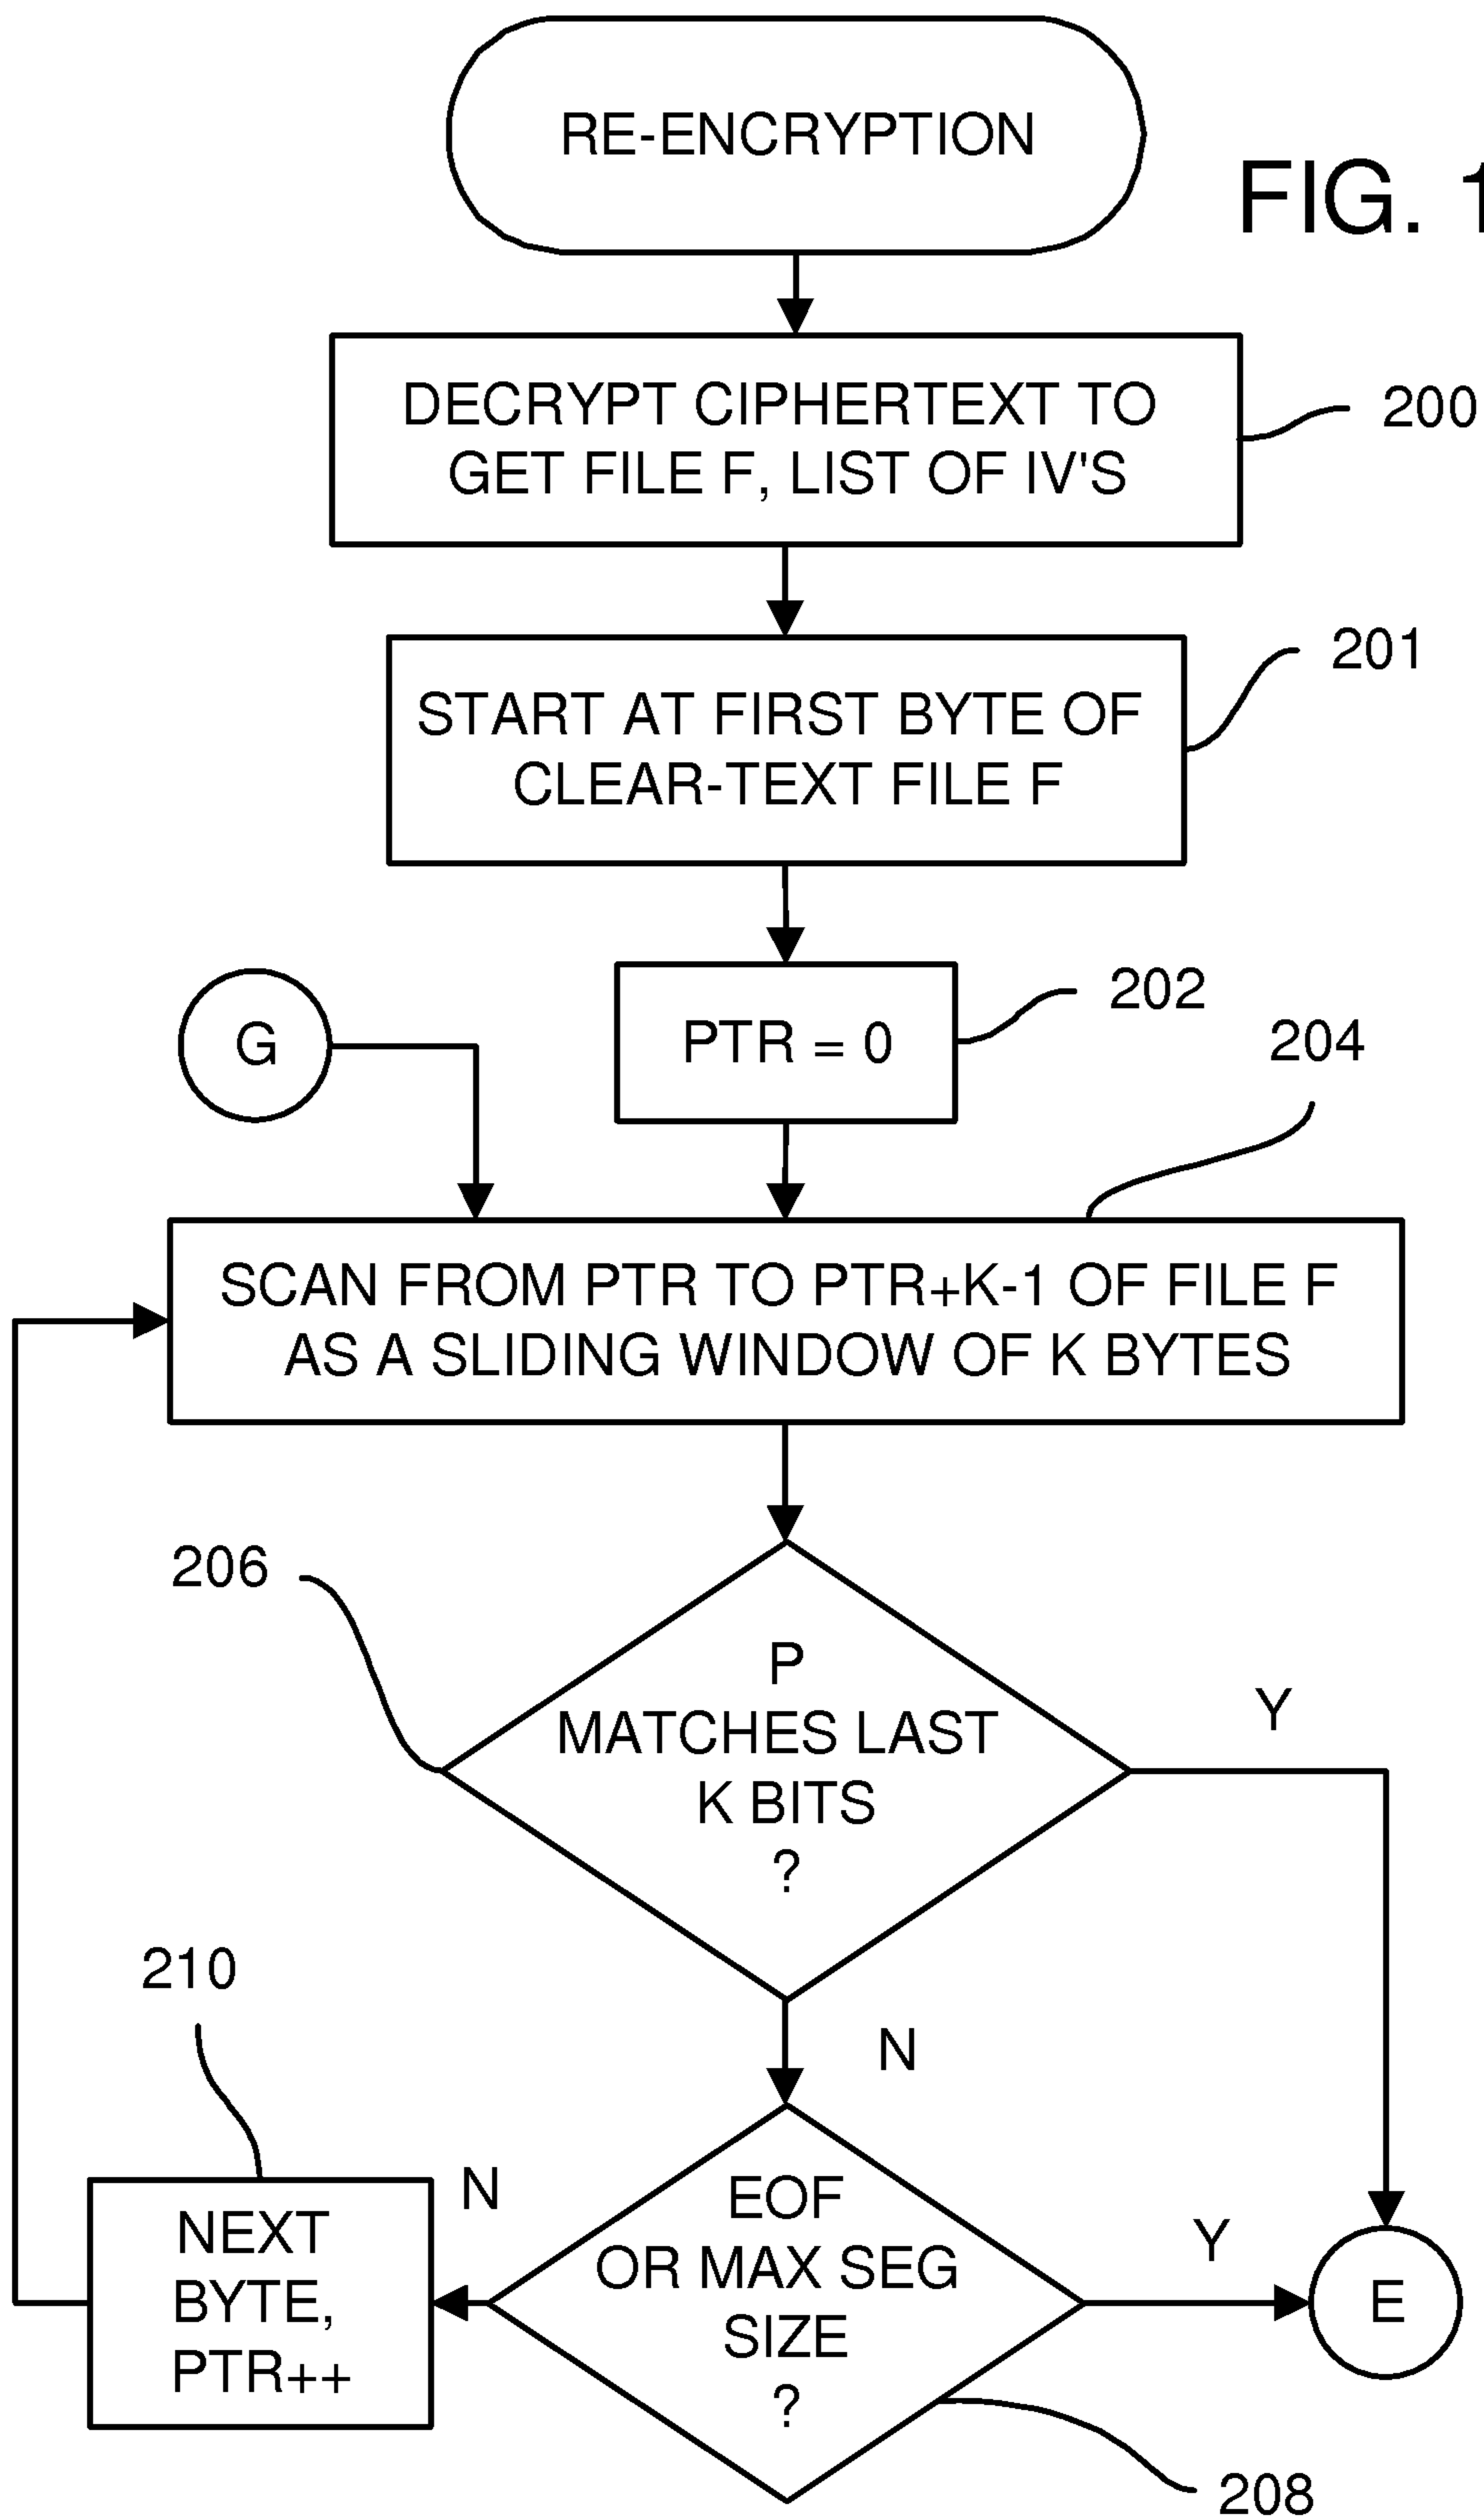 RE-ENCRYPTION
FIG. 1
DECRYPT CIPHERTEXT TO
GET FILE F, LIST OF IV'S
200
START AT FIRST BYTE OF
CLEAR-TEXT FILE F
201
G
PTR = 0
202
204
SCAN FROM PTR TO PTR+K-1 OF FILE F
AS A SLIDING WINDOW OF K BYTES
206
P
MATCHES LAST
K BITS
?
Y
N
210
NEXT
BYTE,
PTR++
N
EOF
OR MAX SEG
SIZE
?
Y
E
208